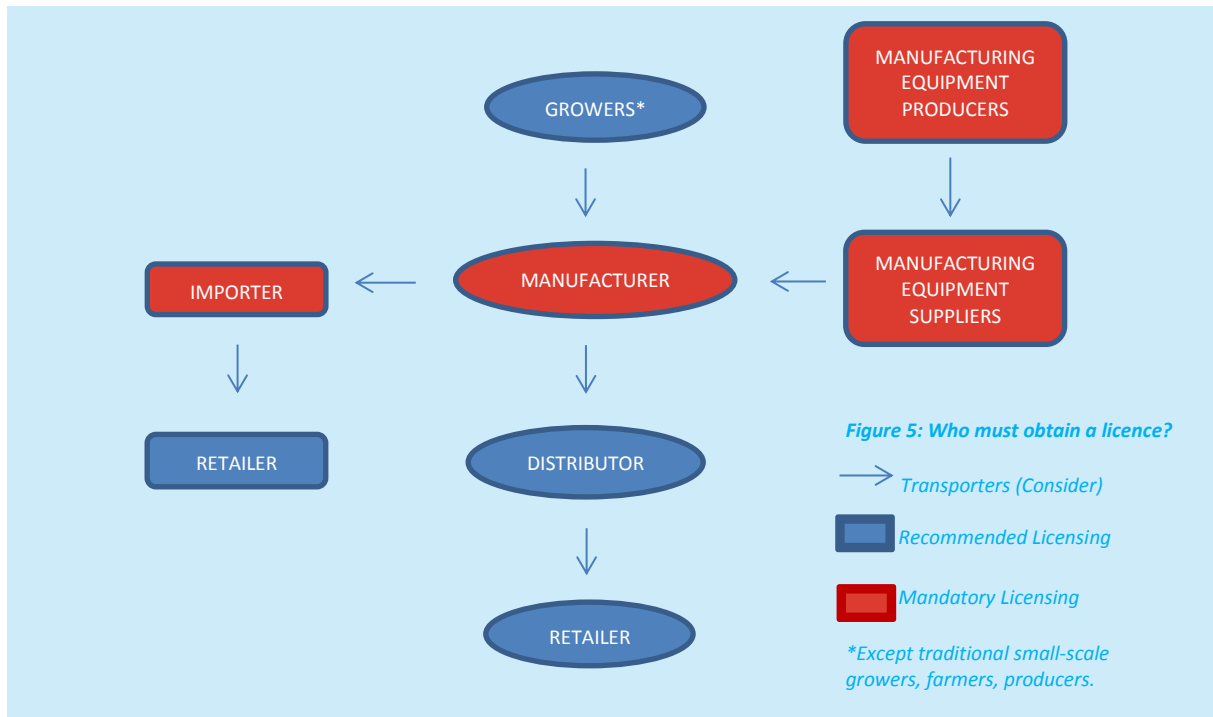 MANUFACTURING
EQUIPMENT
PRODUCERS
GROWERS*
MANUFACTURING
EQUIPMENT
SUPPLIERS
MANUFACTURER
IMPORTER
RETAILER
DISTRIBUTOR
RETAILER
Figure 5: Who must obtain a licence?
Transporters (Consider)
Recommended Licensing
Mandatory Licensing
*Except traditional small-scale
growers, farmers, producers.